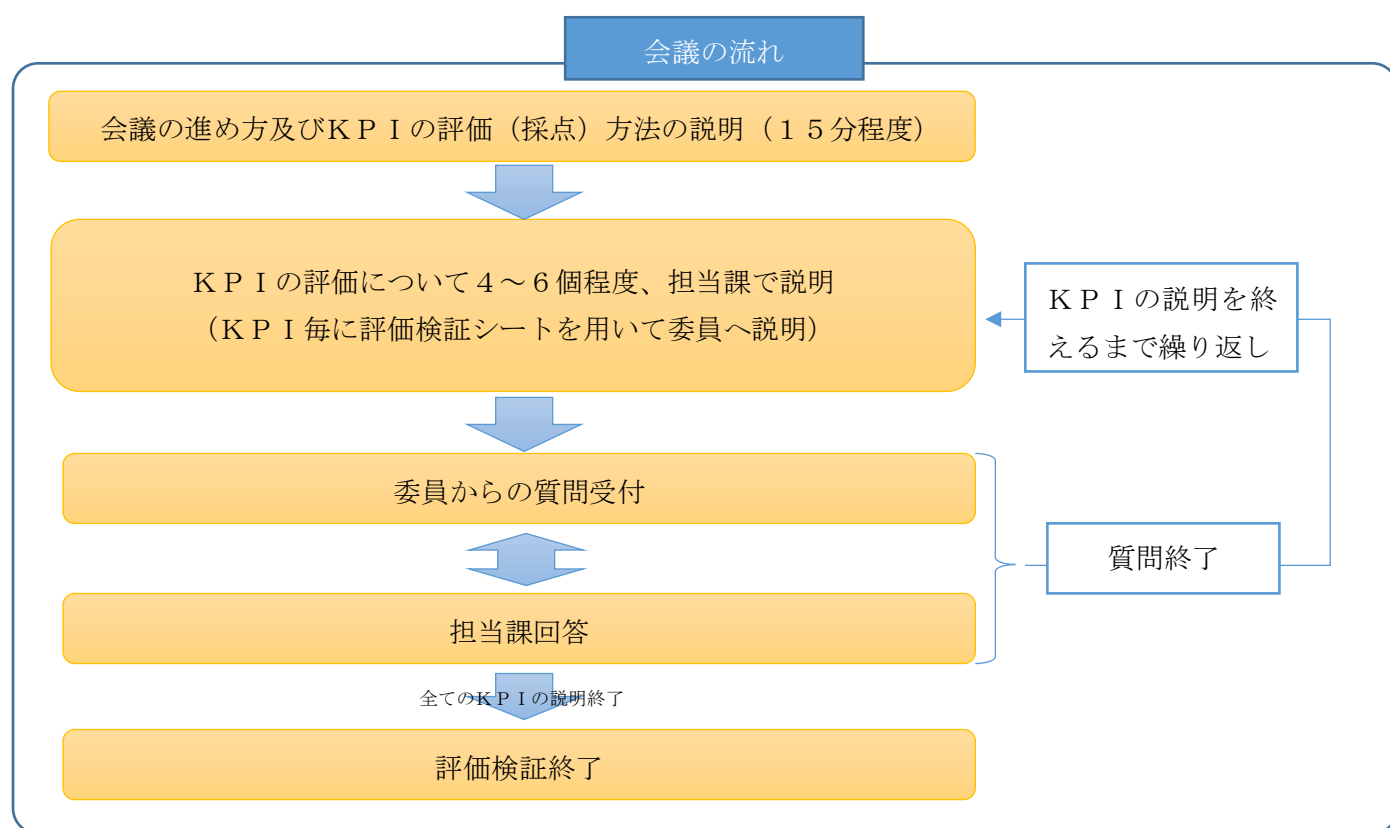 会議の流れ
会議の進め方及びＫＰＩの評価（採点）方法の説明（１５分程度）
ＫＰＩの評価について４～６個程度、担当課で説明
（ＫＰＩ毎に評価検証シートを用いて委員へ説明）
ＫＰＩの説明を終
えるまで繰り返し
委員からの質問受付
質問終了
担当課回答
全てのＫＰＩの説明終了
評価検証終了